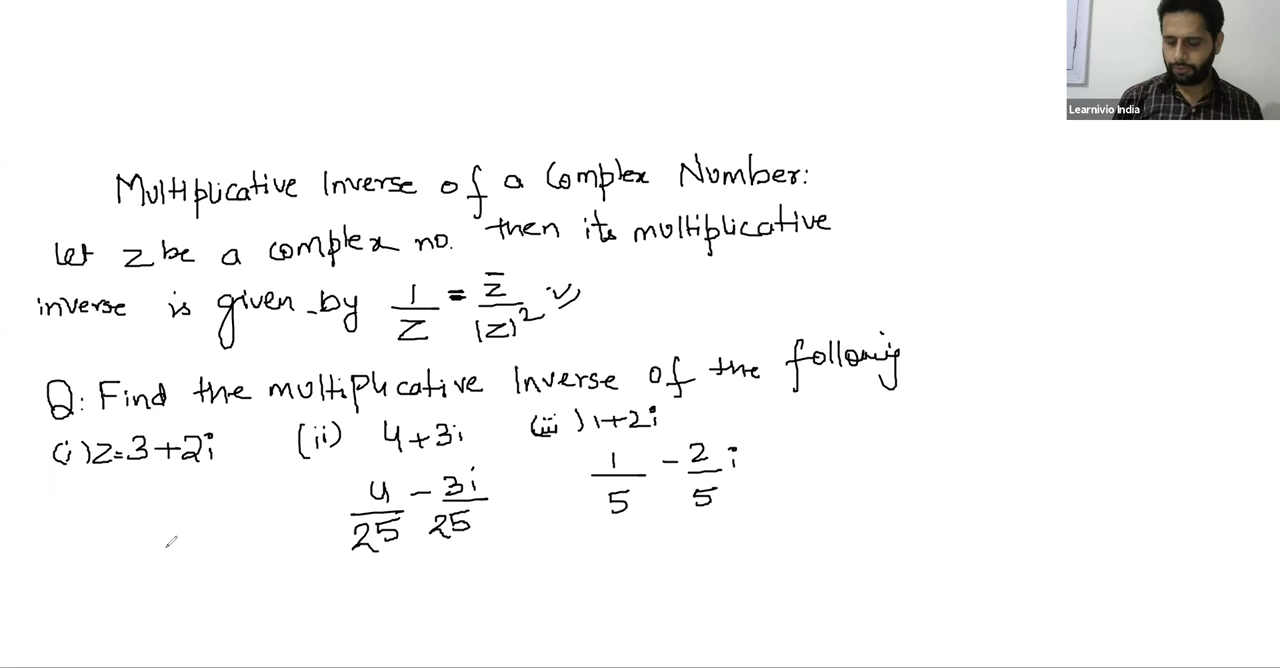 Learnivio India
Multiplicative Inverse of a Complex Number:
let z be a complex no. then its multiplicative
inverse is given by 1/z = z̅/|z|²
Q: Find the multiplicative Inverse of the following
(i) z=3+2i (ii) 4+3i (iii) 1+2i
4/25 - 3i/25 1/5 - 2/5 i